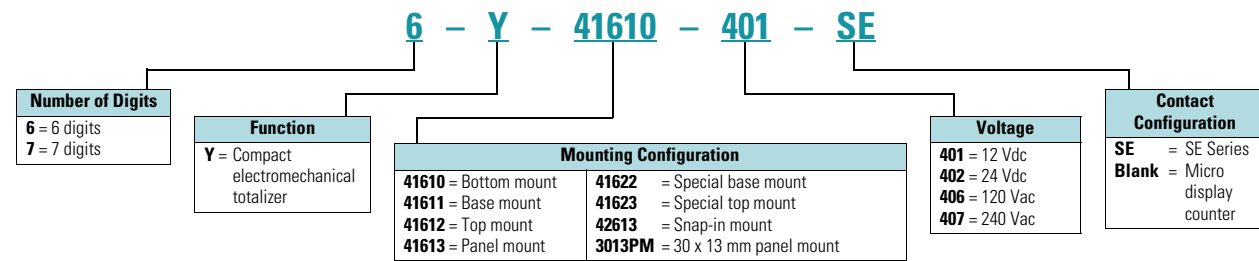 6 – Y – 41610 – 401 – SE
Number of Digits
6 = 6 digits
7 = 7 digits
Function
Y = Compact
electromechanical
totalizer
Mounting Configuration
41610 = Bottom mount
41611 = Base mount
41612 = Top mount
41613 = Panel mount
41622 = Special base mount
41623 = Special top mount
42613 = Snap-in mount
3013PM = 30 x 13 mm panel mount
Voltage
401 = 12 Vdc
402 = 24 Vdc
406 = 120 Vac
407 = 240 Vac
Contact
Configuration
SE = SE Series
Blank = Micro
display
counter